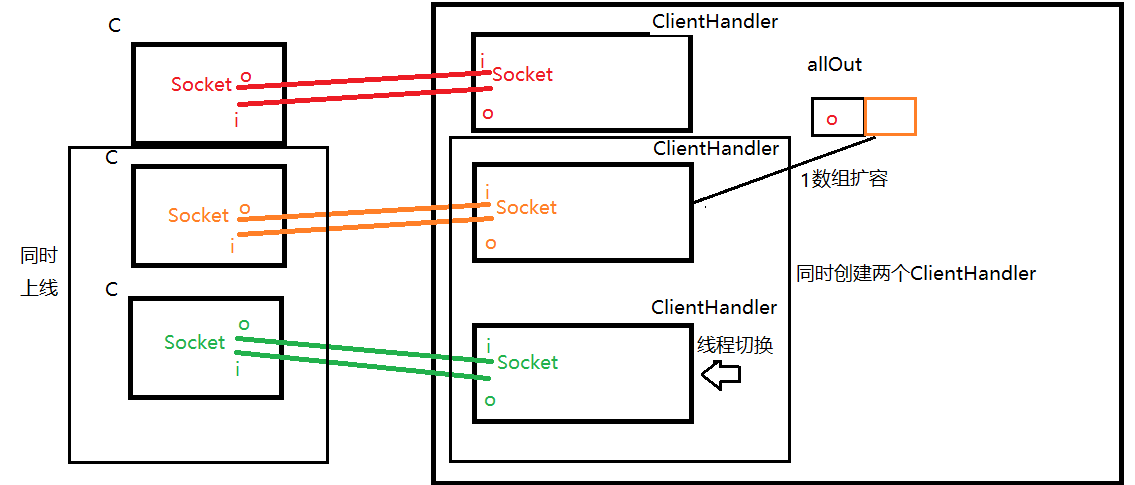 C
ClientHandler
Socket
o
i
i
Socket
o
allOut
o
C
ClientHandler
Socket
o
i
i
Socket
o
1数组扩容
同时
上线
同时创建两个ClientHandler
C
ClientHandler
Socket
o
i
i
Socket
o
线程切换